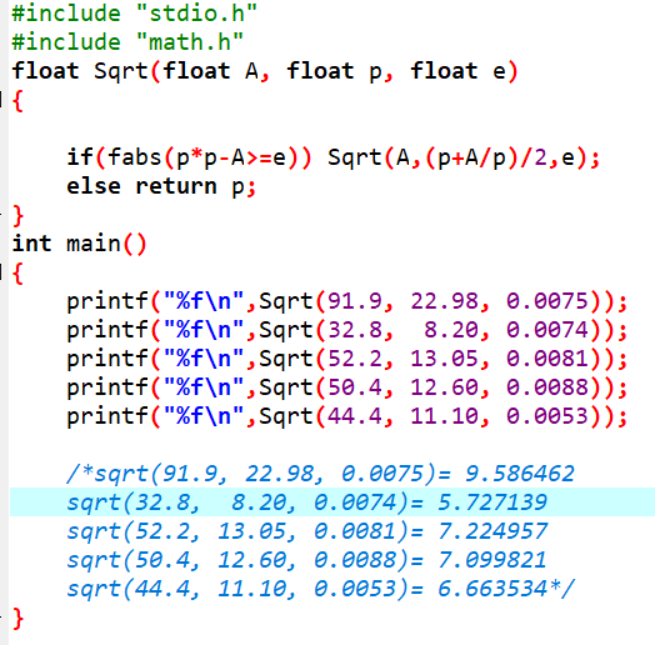 #include "stdio.h"
#include "math.h"
float Sqrt(float A, float p, float e)
{
if(fabs(p*p-A>=e)) Sqrt(A,(p+A/p)/2,e);
else return p;
}
int main()
{
printf("%f\n",Sqrt(91.9, 22.98, 0.0075));
printf("%f\n",Sqrt(32.8,  8.20, 0.0074));
printf("%f\n",Sqrt(52.2, 13.05, 0.0081));
printf("%f\n",Sqrt(50.4, 12.60, 0.0088));
printf("%f\n",Sqrt(44.4, 11.10, 0.0053));
/*sqrt(91.9, 22.98, 0.0075)= 9.586462
sqrt(32.8,  8.20, 0.0074)= 5.727139
sqrt(52.2, 13.05, 0.0081)= 7.224957
sqrt(50.4, 12.60, 0.0088)= 7.099821
sqrt(44.4, 11.10, 0.0053)= 6.663534*/
}